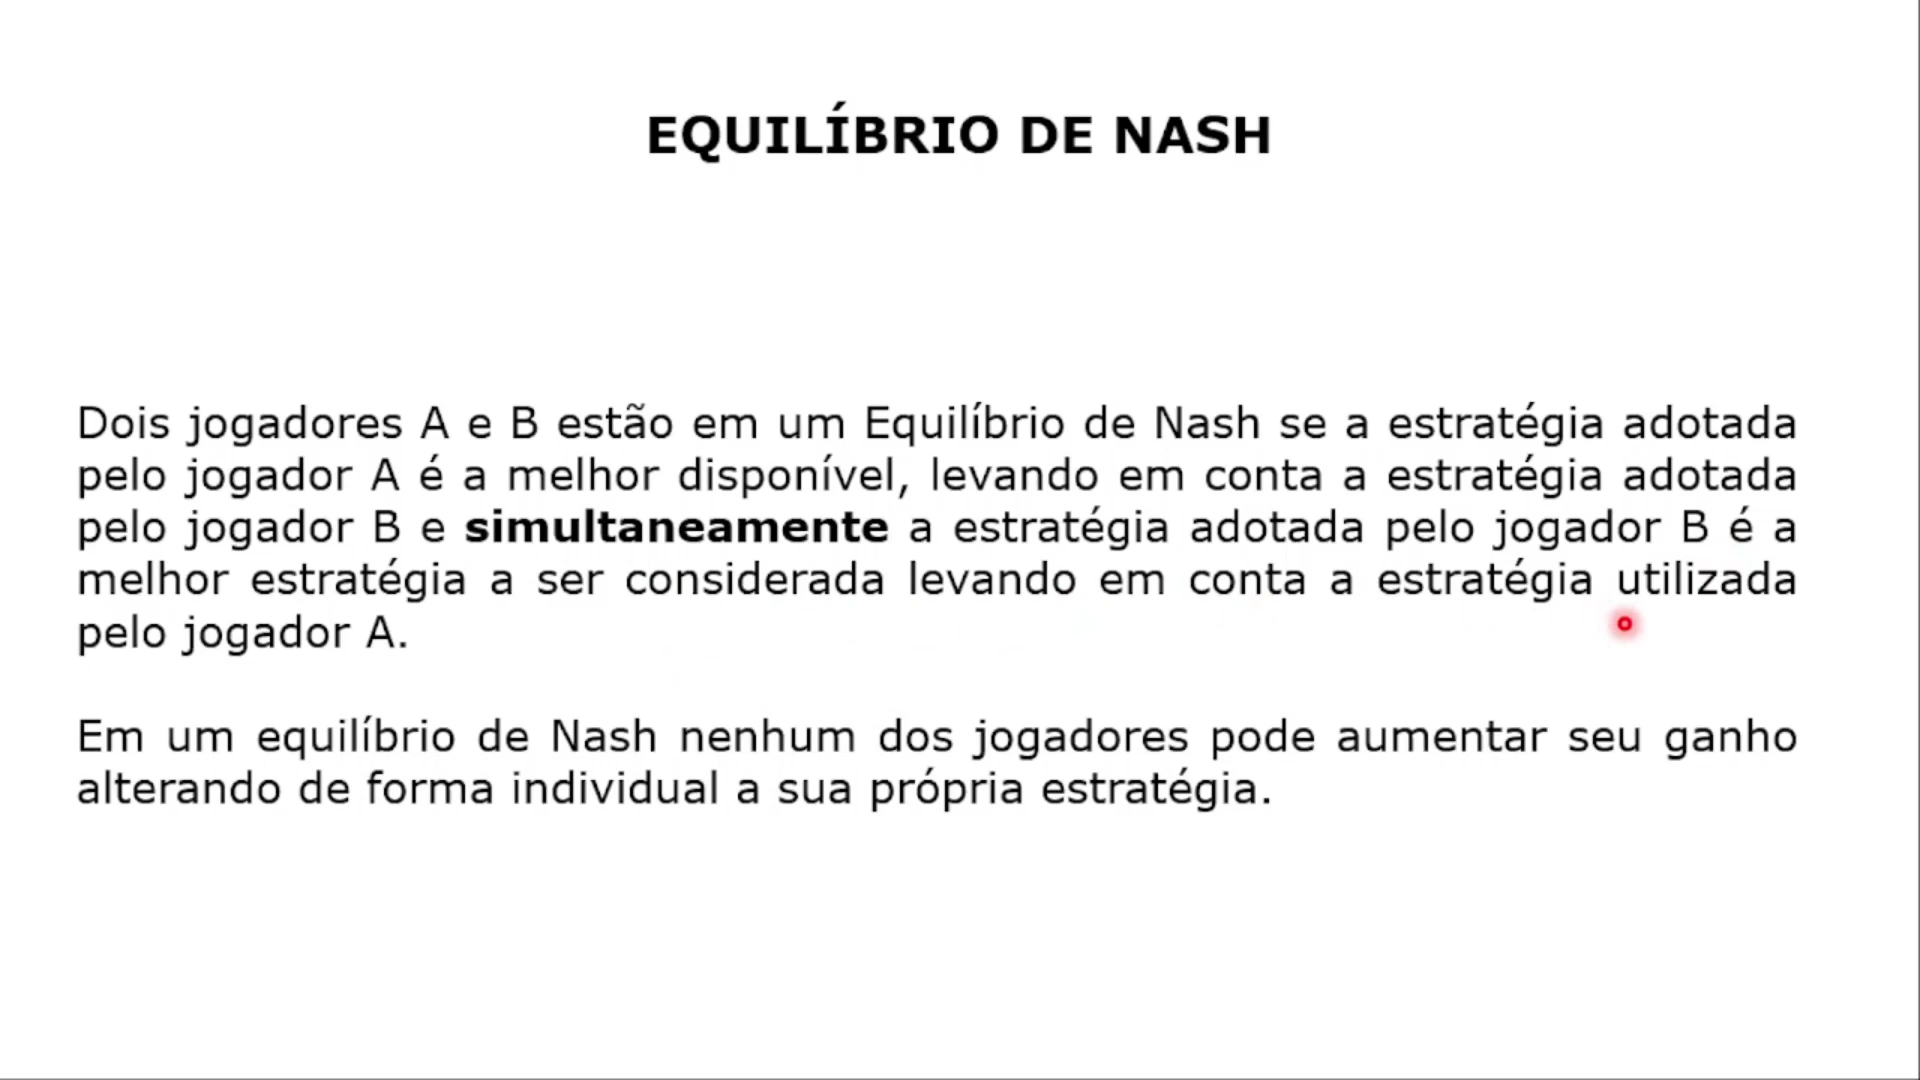 EQUILÍBRIO DE NASH
Dois jogadores A e B estão em um Equilíbrio de Nash se a estratégia adotada
pelo jogador A é a melhor disponível, levando em conta a estratégia adotada
pelo jogador B e simultaneamente a estratégia adotada pelo jogador B é a
melhor estratégia a ser considerada levando em conta a estratégia utilizada
pelo jogador A.
Em um equilíbrio de Nash nenhum dos jogadores pode aumentar seu ganho
alterando de forma individual a sua própria estratégia.